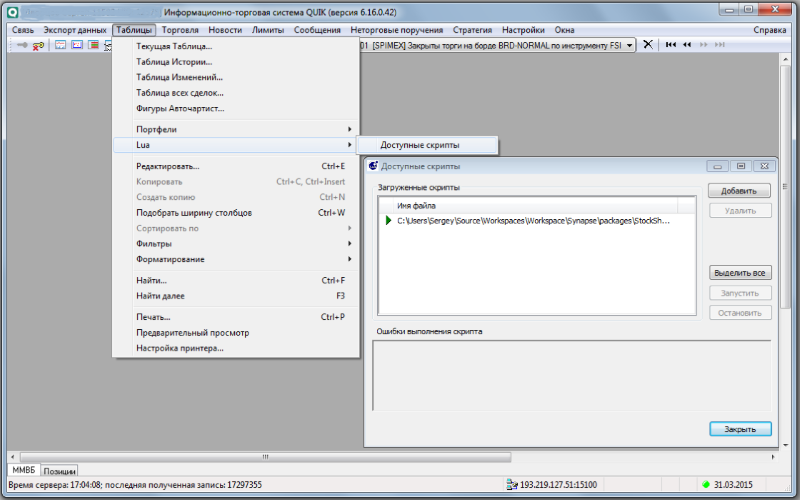 Информационно-торговая система QUIK (версия 6.16.0.42)
Связь Экспорт данных Таблицы Торговля Новости Лимиты Сообщения Неторговые поручения Стратегия Настройки Окна Справка
01 [SPIMEX] Закрыты торги на борде BRD-NORMAL по инструменту FSI
Текущая Таблица...
Таблица Истории...
Таблица Изменений...
Таблица всех сделок...
Фигуры Авточартист...
Портфели
Lua
Доступные скрипты
Редактировать... Ctrl+E
Копировать Ctrl+C, Ctrl+Insert
Создать копию Ctrl+N
Подобрать ширину столбцов Ctrl+W
Сортировать по
Фильтры
Форматирование
Найти... Ctrl+F
Найти далее F3
Печать... Ctrl+P
Предварительный просмотр
Настройка принтера...
Доступные скрипты
Загруженные скрипты
Имя файла
C:\Users\Sergey\Source\Workspaces\Workspace\Synapse\packages\StockSh...
Добавить
Удалить
Выделить все
Запустить
Остановить
Ошибки выполнения скрипта
Закрыть
ММВБ Позиции
Время сервера: 17:04:08; последняя полученная запись: 17297355
193.219.127.51:15100
31.03.2015